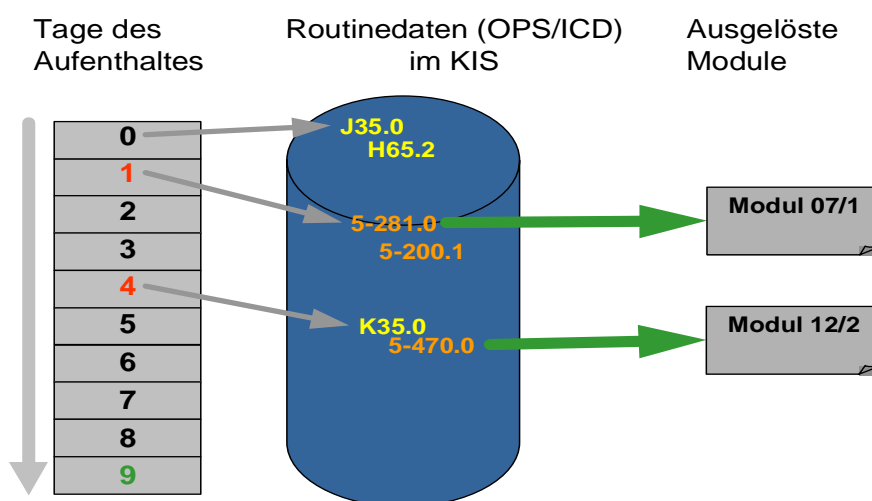 Tage des
Aufenthaltes
Routinedaten (OPS/ICD)
im KIS
Ausgelöste
Module
0
1
2
3
4
5
6
7
8
9
J35.0
H65.2
5-281.0
5-200.1
K35.0
5-470.0
Modul 07/1
Modul 12/2